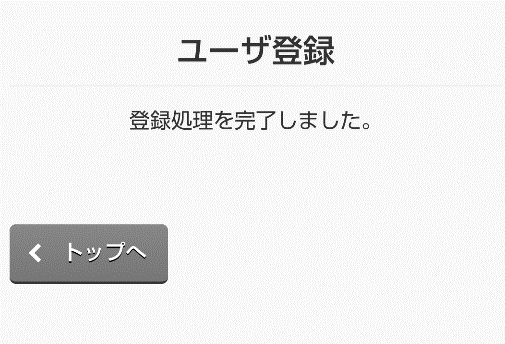 ユーザ登録
登録処理を完了しました。
トップへ